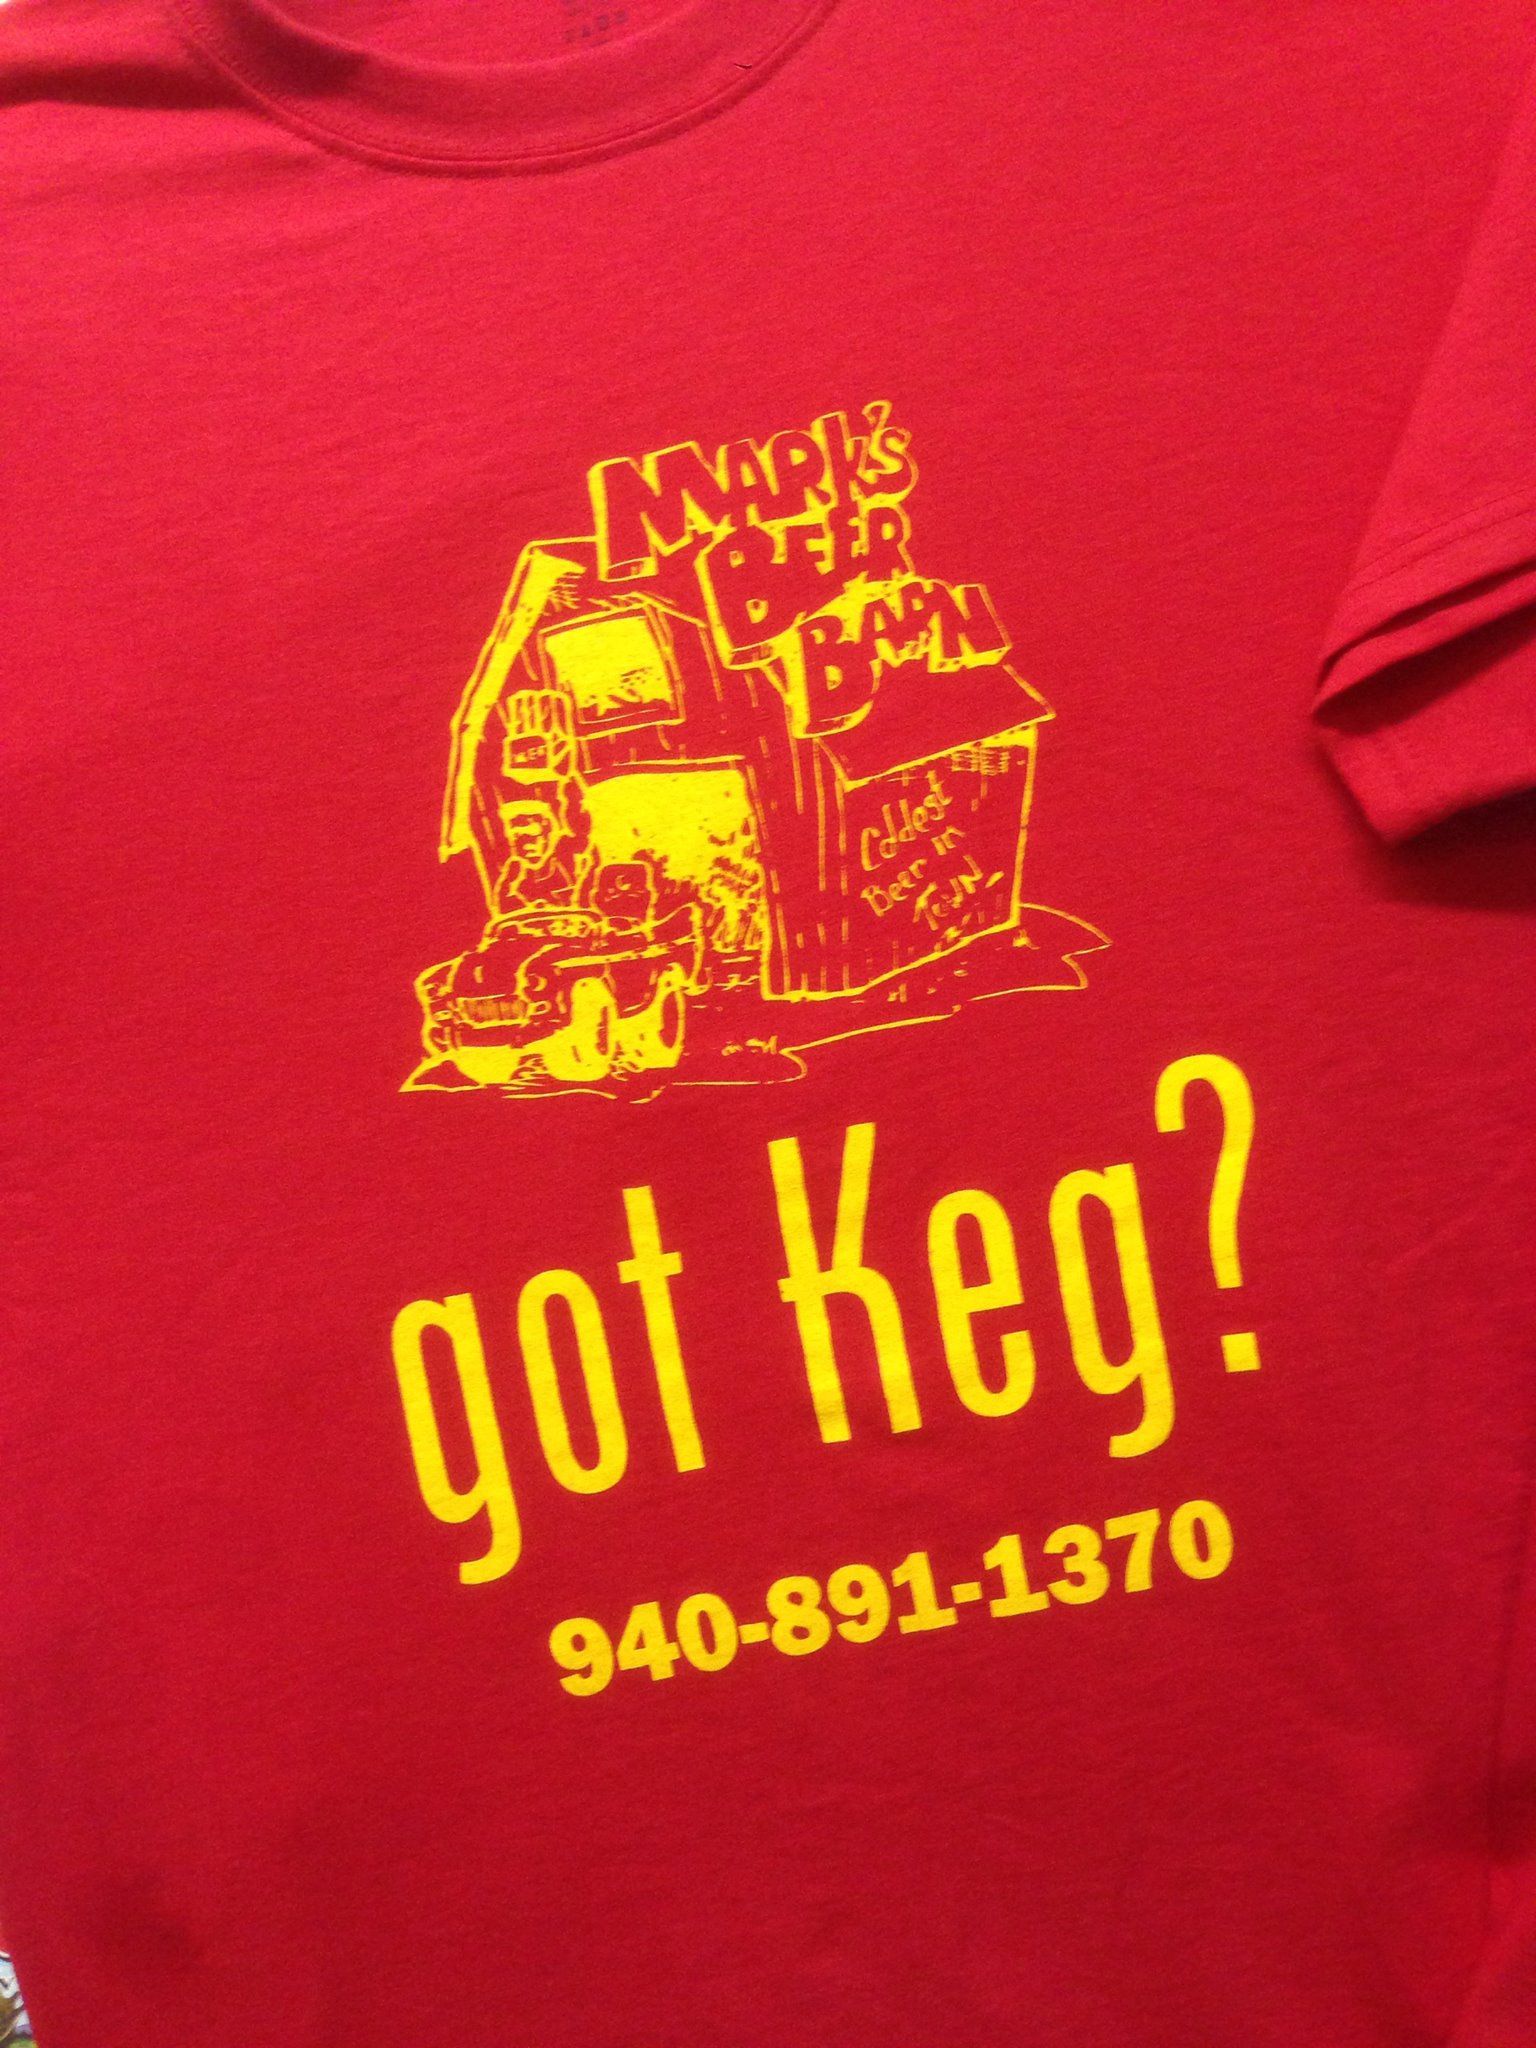 MARK'S
BEER
BARN
Coldest
Beer in
Town
got Keg?
940-891-1370